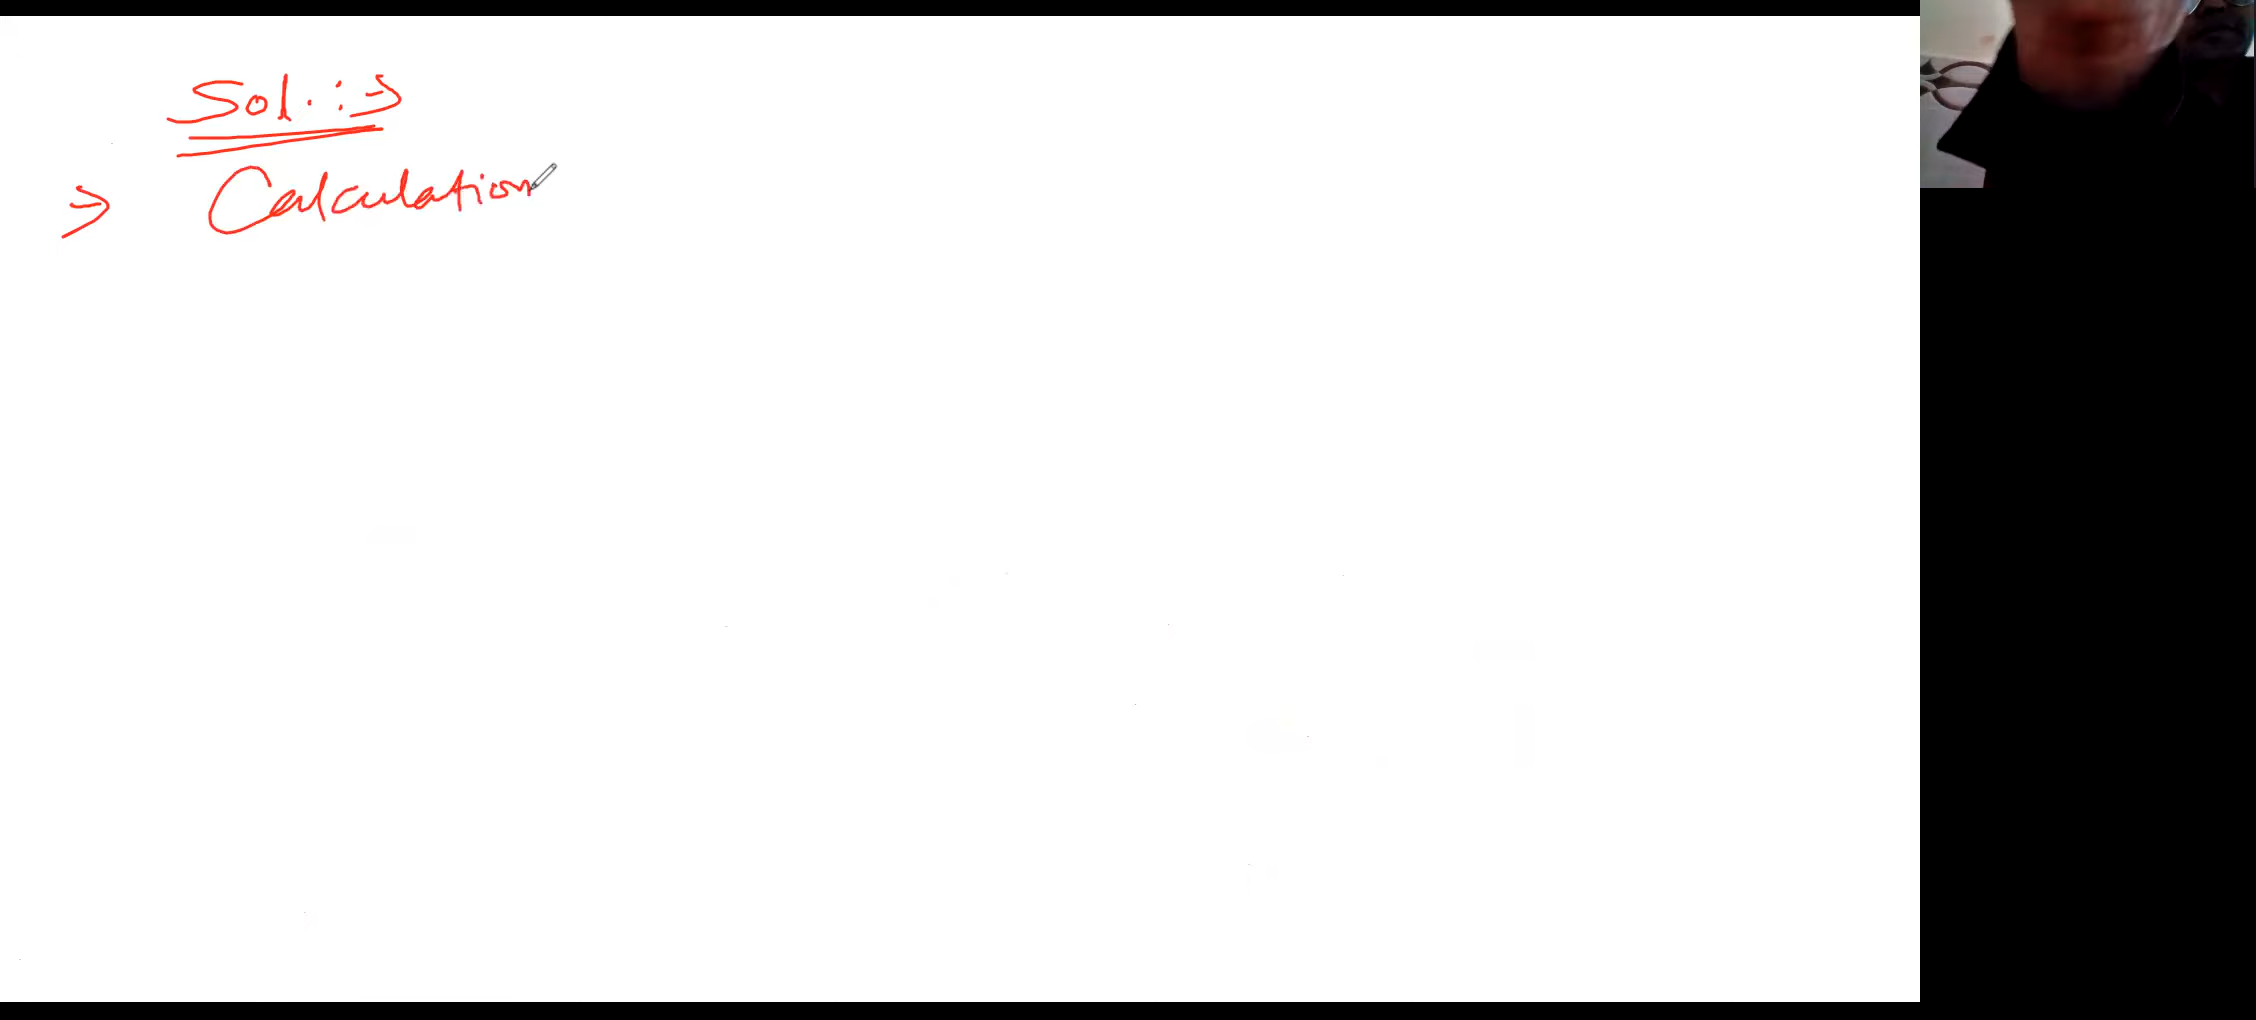 Sol. :⇒
⇒ Calculation